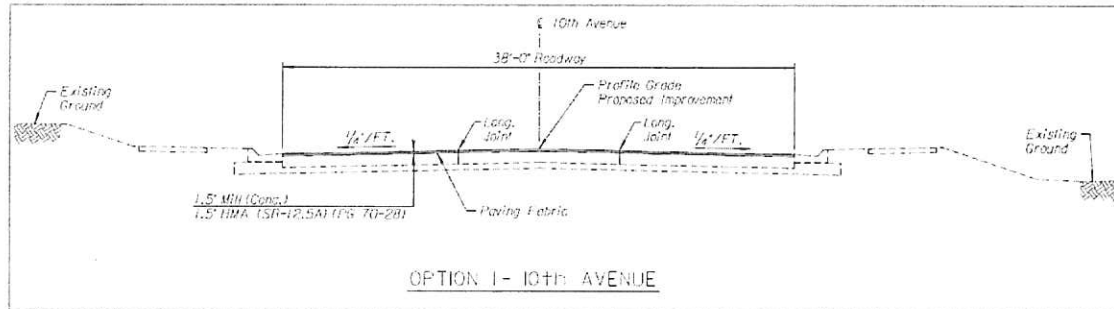 ℄ 10th Avenue
38'-0" Roadway
Existing
Ground
Profile Grade
Proposed Improvement
Long.
Joint
Long.
Joint
Existing
Ground
1/4"/FT.
1/4"/FT.
1.5" Mill (Conc.)
1.5" HMA (SR-12.5A) (PG 70-28)
Paving Fabric
OPTION 1- 10th AVENUE